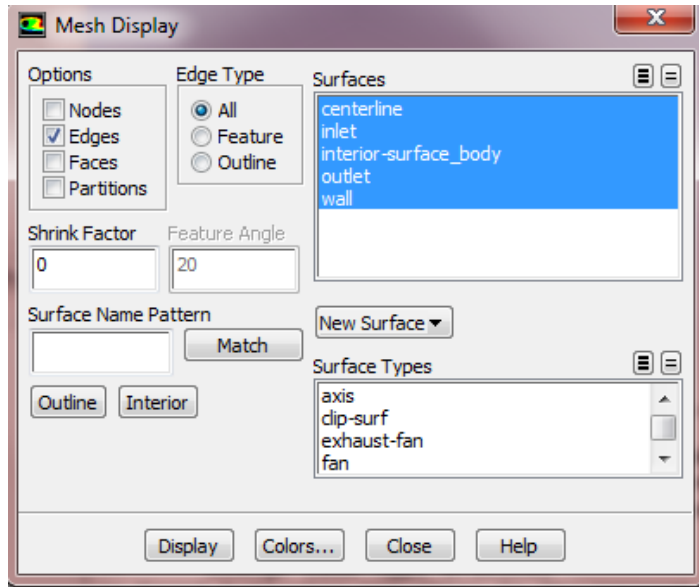 Mesh Display
Options
Nodes
Edges
Faces
Partitions
Edge Type
All
Feature
Outline
Surfaces
centerline
inlet
interior-surface_body
outlet
wall
Shrink Factor
0
Feature Angle
20
Surface Name Pattern
Match
Outline Interior
New Surface
Surface Types
axis
clip-surf
exhaust-fan
fan
Display Colors... Close Help